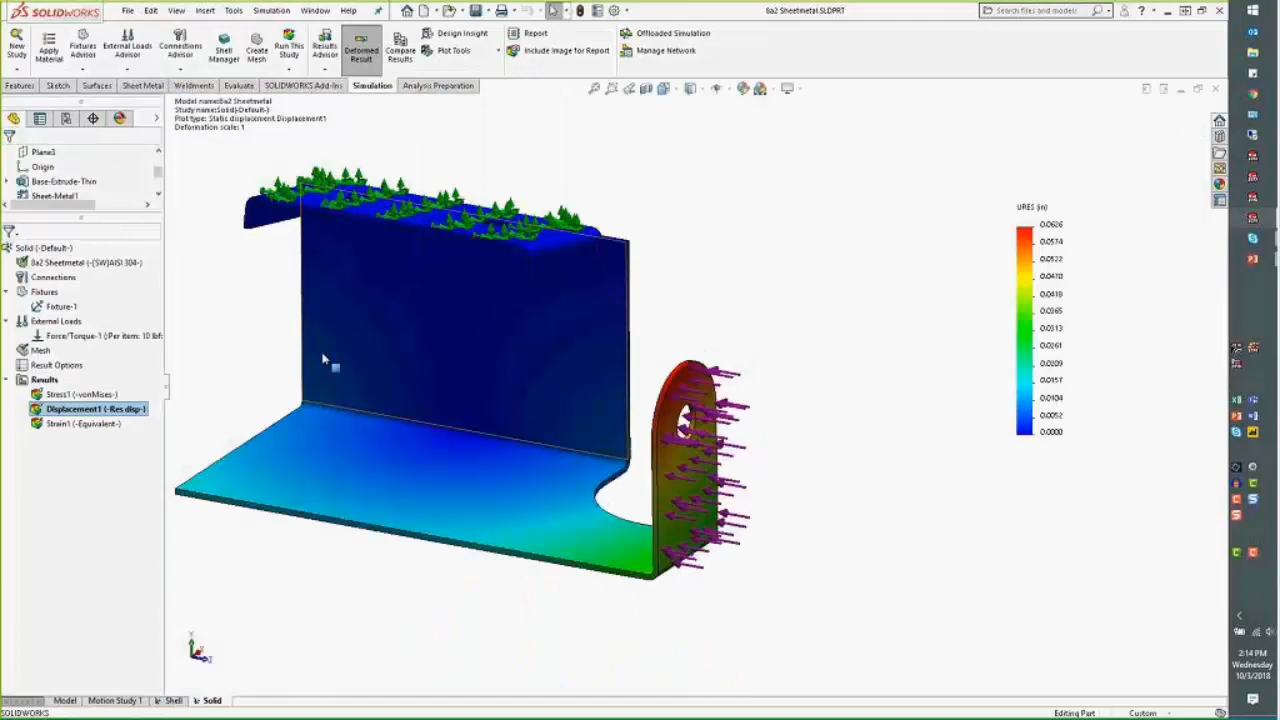 SOLIDWORKS File Edit View Insert Tools Simulation Window Help 8a2 Sheetmetal.SLDPRT Search files and models
New Study
Apply Material
Fixtures Advisor
External Loads Advisor
Connections Advisor
Shell Manager
Create Mesh
Run This Study
Results Advisor
Deformed Result
Compare Results
Design Insight
Plot Tools
Report
Include Image for Report
Offloaded Simulation
Manage Network
Features Sketch Surfaces Sheet Metal Weldments Evaluate SOLIDWORKS Add-Ins Simulation Analysis Preparation
Model name:8a2 Sheetmetal
Study name:Solid(-Default-)
Plot type: Static displacement Displacement1
Deformation scale: 1
Plane3
Origin
Base-Extrude-Thin
Sheet-Metal1
Solid (-Default-)
8a2 Sheetmetal (-[SW]AISI 304-)
Connections
Fixtures
Fixture-1
External Loads
Force/Torque-1 (:Per item: 10 lbf:
Mesh
Result Options
Results
Stress1 (-vonMises-)
Displacement1 (-Res disp-)
Strain1 (-Equivalent-)
URES (in)
0.0626
0.0574
0.0522
0.0470
0.0418
0.0365
0.0313
0.0261
0.0209
0.0157
0.0104
0.0052
0.0000
Model Motion Study 1 Shell Solid
SOLIDWORKS Editing Part Custom
2:14 PM
Wednesday
10/3/2018